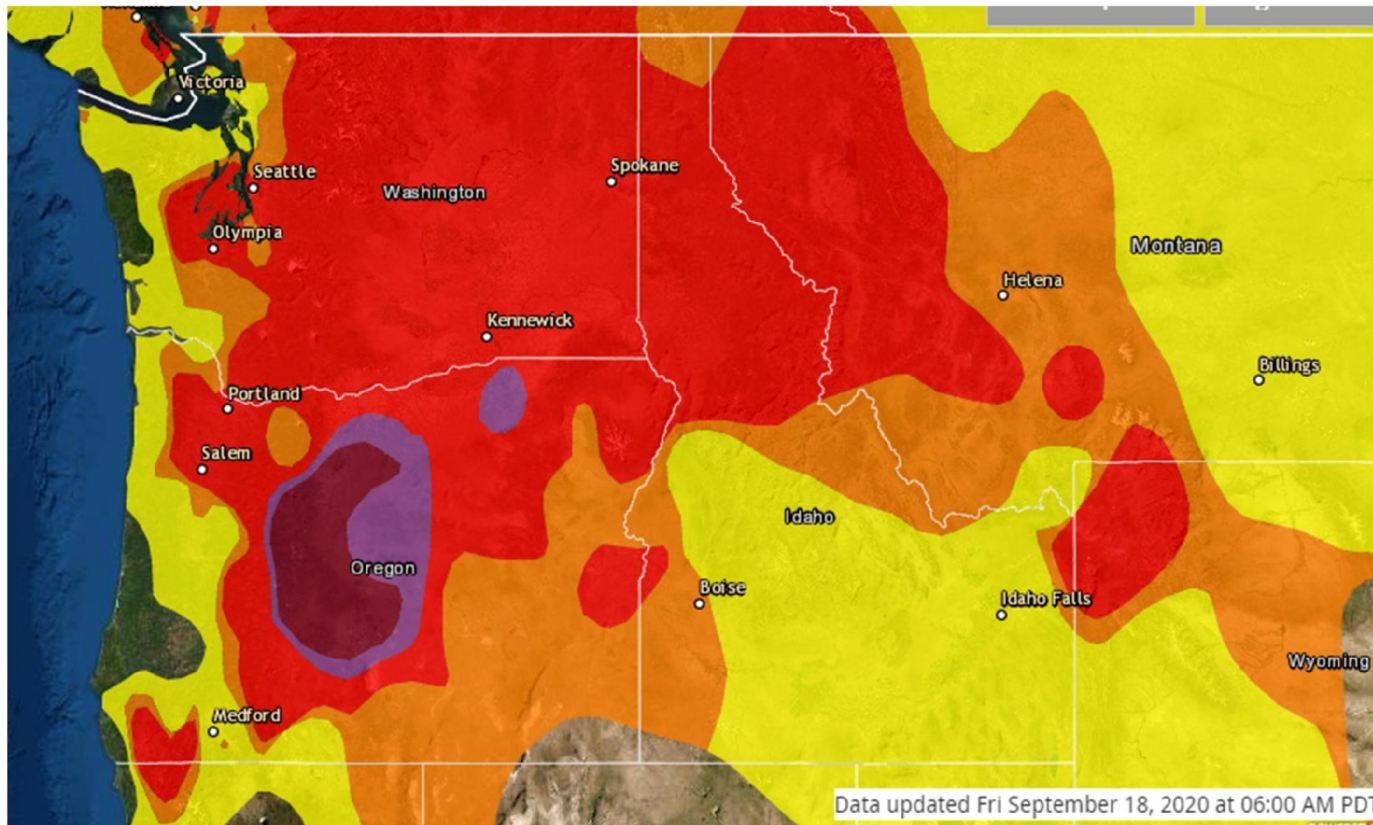 Victoria
Seattle
Spokane
Washington
Olympia
Montana
Helena
Kennewick
Billings
Portland
Salem
Idaho
Oregon
Boise
Idaho Falls
Wyoming
Medford
Data updated Fri September 18, 2020 at 06:00 AM PDT